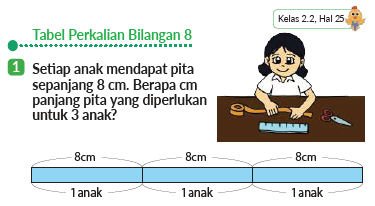 Kelas 2.2, Hal 25
Tabel Perkalian Bilangan 8
1 Setiap anak mendapat pita
sepanjang 8 cm. Berapa cm
panjang pita yang diperlukan
untuk 3 anak?
8cm 8cm 8cm
1 anak 1 anak 1 anak